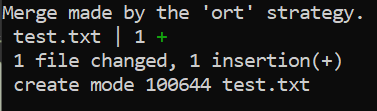 Merge made by the 'ort' strategy.
 test.txt | 1 +
 1 file changed, 1 insertion(+)
 create mode 100644 test.txt